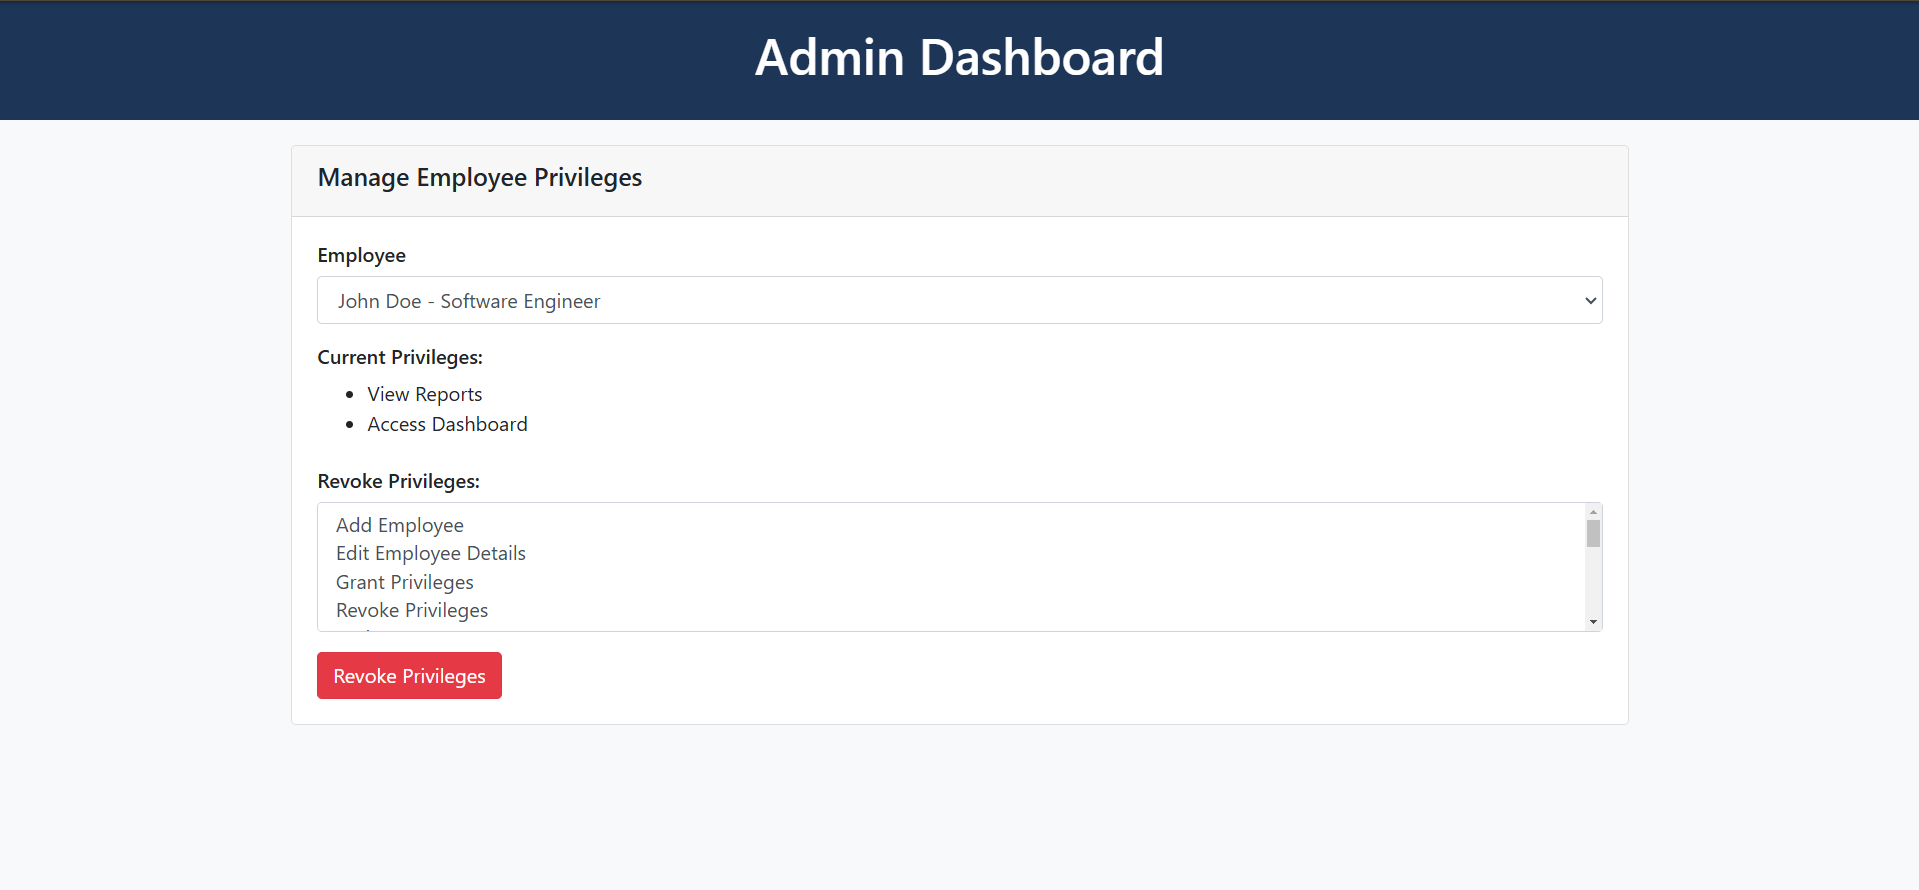 Admin Dashboard
Manage Employee Privileges
Employee
John Doe - Software Engineer
Current Privileges:
View Reports
Access Dashboard
Revoke Privileges:
Add Employee
Edit Employee Details
Grant Privileges
Revoke Privileges
Revoke Privileges